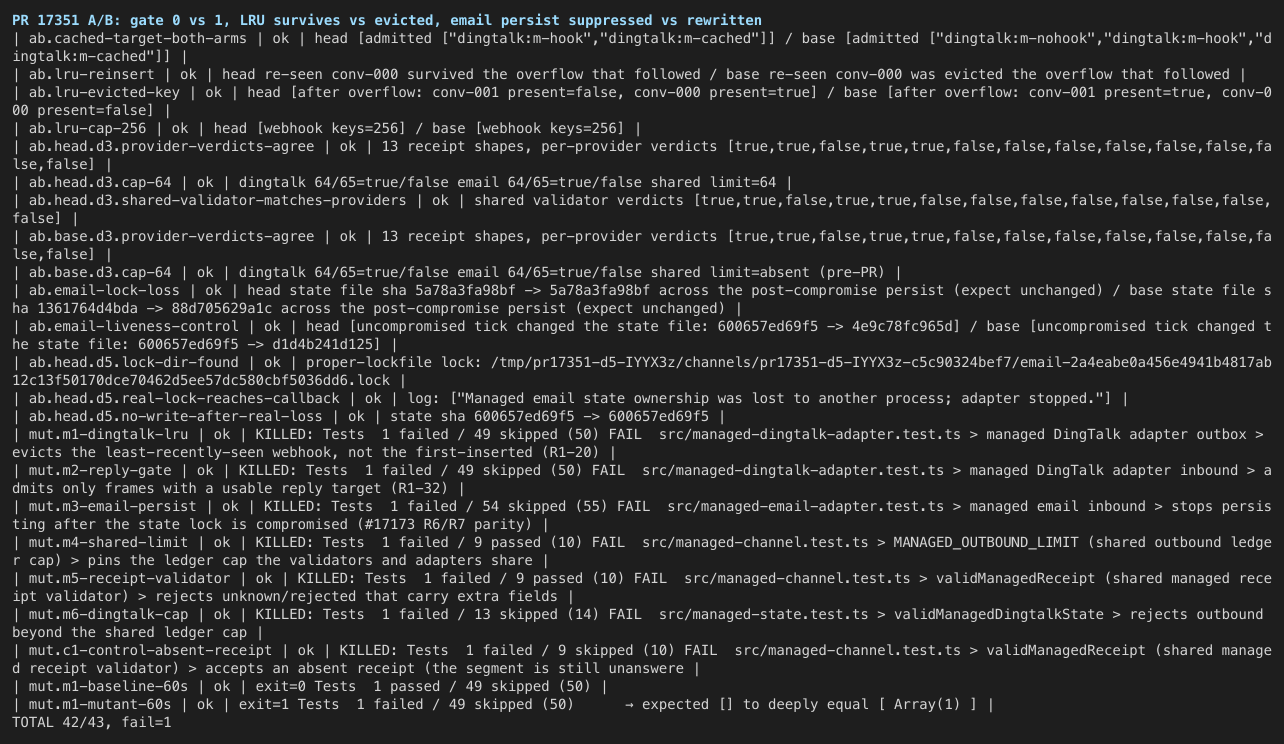 PR 17351 A/B: gate 0 vs 1, LRU survives vs evicted, email persist suppressed vs rewritten
| ab.cached-target-both-arms | ok | head [admitted ["dingtalk:m-hook","dingtalk:m-cached"]] / base [admitted ["dingtalk:m-nohook","dingtalk:m-hook","d
ingtalk:m-cached"]] |
| ab.lru-reinsert | ok | head re-seen conv-000 survived the overflow that followed / base re-seen conv-000 was evicted the overflow that followed |
| ab.lru-evicted-key | ok | head [after overflow: conv-001 present=false, conv-000 present=true] / base [after overflow: conv-001 present=true, conv-0
00 present=false] |
| ab.lru-cap-256 | ok | head [webhook keys=256] / base [webhook keys=256] |
| ab.head.d3.provider-verdicts-agree | ok | 13 receipt shapes, per-provider verdicts [true,true,false,true,true,false,false,false,false,false,false,fa
lse,false] |
| ab.head.d3.cap-64 | ok | dingtalk 64/65=true/false email 64/65=true/false shared limit=64 |
| ab.head.d3.shared-validator-matches-providers | ok | shared validator verdicts [true,true,false,true,true,false,false,false,false,false,false,false,
false] |
| ab.base.d3.provider-verdicts-agree | ok | 13 receipt shapes, per-provider verdicts [true,true,false,true,true,false,false,false,false,false,false,fa
lse,false] |
| ab.base.d3.cap-64 | ok | dingtalk 64/65=true/false email 64/65=true/false shared limit=absent (pre-PR) |
| ab.email-lock-loss | ok | head state file sha 5a78a3fa98bf -> 5a78a3fa98bf across the post-compromise persist (expect unchanged) / base state file s
ha 1361764d4bda -> 88d705629a1c across the post-compromise persist (expect unchanged) |
| ab.email-liveness-control | ok | head [uncompromised tick changed the state file: 600657ed69f5 -> 4e9c78fc965d] / base [uncompromised tick changed t
he state file: 600657ed69f5 -> d1d4b241d125] |
| ab.head.d5.lock-dir-found | ok | proper-lockfile lock: /tmp/pr17351-d5-IYYX3z/channels/pr17351-d5-IYYX3z-c5c90324bef7/email-2a4eabe0a456e4941b4817ab
12c13f50170dce70462d5ee57dc580cbf5036dd6.lock |
| ab.head.d5.real-lock-reaches-callback | ok | log: ["Managed email state ownership was lost to another process; adapter stopped."] |
| ab.head.d5.no-write-after-real-loss | ok | state sha 600657ed69f5 -> 600657ed69f5 |
| mut.m1-dingtalk-lru | ok | KILLED: Tests  1 failed / 49 skipped (50) FAIL  src/managed-dingtalk-adapter.test.ts > managed DingTalk adapter outbox >
evicts the least-recently-seen webhook, not the first-inserted (R1-20) |
| mut.m2-reply-gate | ok | KILLED: Tests  1 failed / 49 skipped (50) FAIL  src/managed-dingtalk-adapter.test.ts > managed DingTalk adapter inbound > a
dmits only frames with a usable reply target (R1-32) |
| mut.m3-email-persist | ok | KILLED: Tests  1 failed / 54 skipped (55) FAIL  src/managed-email-adapter.test.ts > managed email inbound > stops persis
ting after the state lock is compromised (#17173 R6/R7 parity) |
| mut.m4-shared-limit | ok | KILLED: Tests  1 failed / 9 passed (10) FAIL  src/managed-channel.test.ts > MANAGED_OUTBOUND_LIMIT (shared outbound ledge
r cap) > pins the ledger cap the validators and adapters share |
| mut.m5-receipt-validator | ok | KILLED: Tests  1 failed / 9 passed (10) FAIL  src/managed-channel.test.ts > validManagedReceipt (shared managed rece
ipt validator) > rejects unknown/rejected that carry extra fields |
| mut.m6-dingtalk-cap | ok | KILLED: Tests  1 failed / 13 skipped (14) FAIL  src/managed-state.test.ts > validManagedDingtalkState > rejects outbound
beyond the shared ledger cap |
| mut.c1-control-absent-receipt | ok | KILLED: Tests  1 failed / 9 skipped (10) FAIL  src/managed-channel.test.ts > validManagedReceipt (shared manage
d receipt validator) > accepts an absent receipt (the segment is still unanswere |
| mut.m1-baseline-60s | ok | exit=0 Tests  1 passed / 49 skipped (50) |
| mut.m1-mutant-60s | ok | exit=1 Tests  1 failed / 49 skipped (50)      → expected [] to deeply equal [ Array(1) ] |
TOTAL 42/43, fail=1